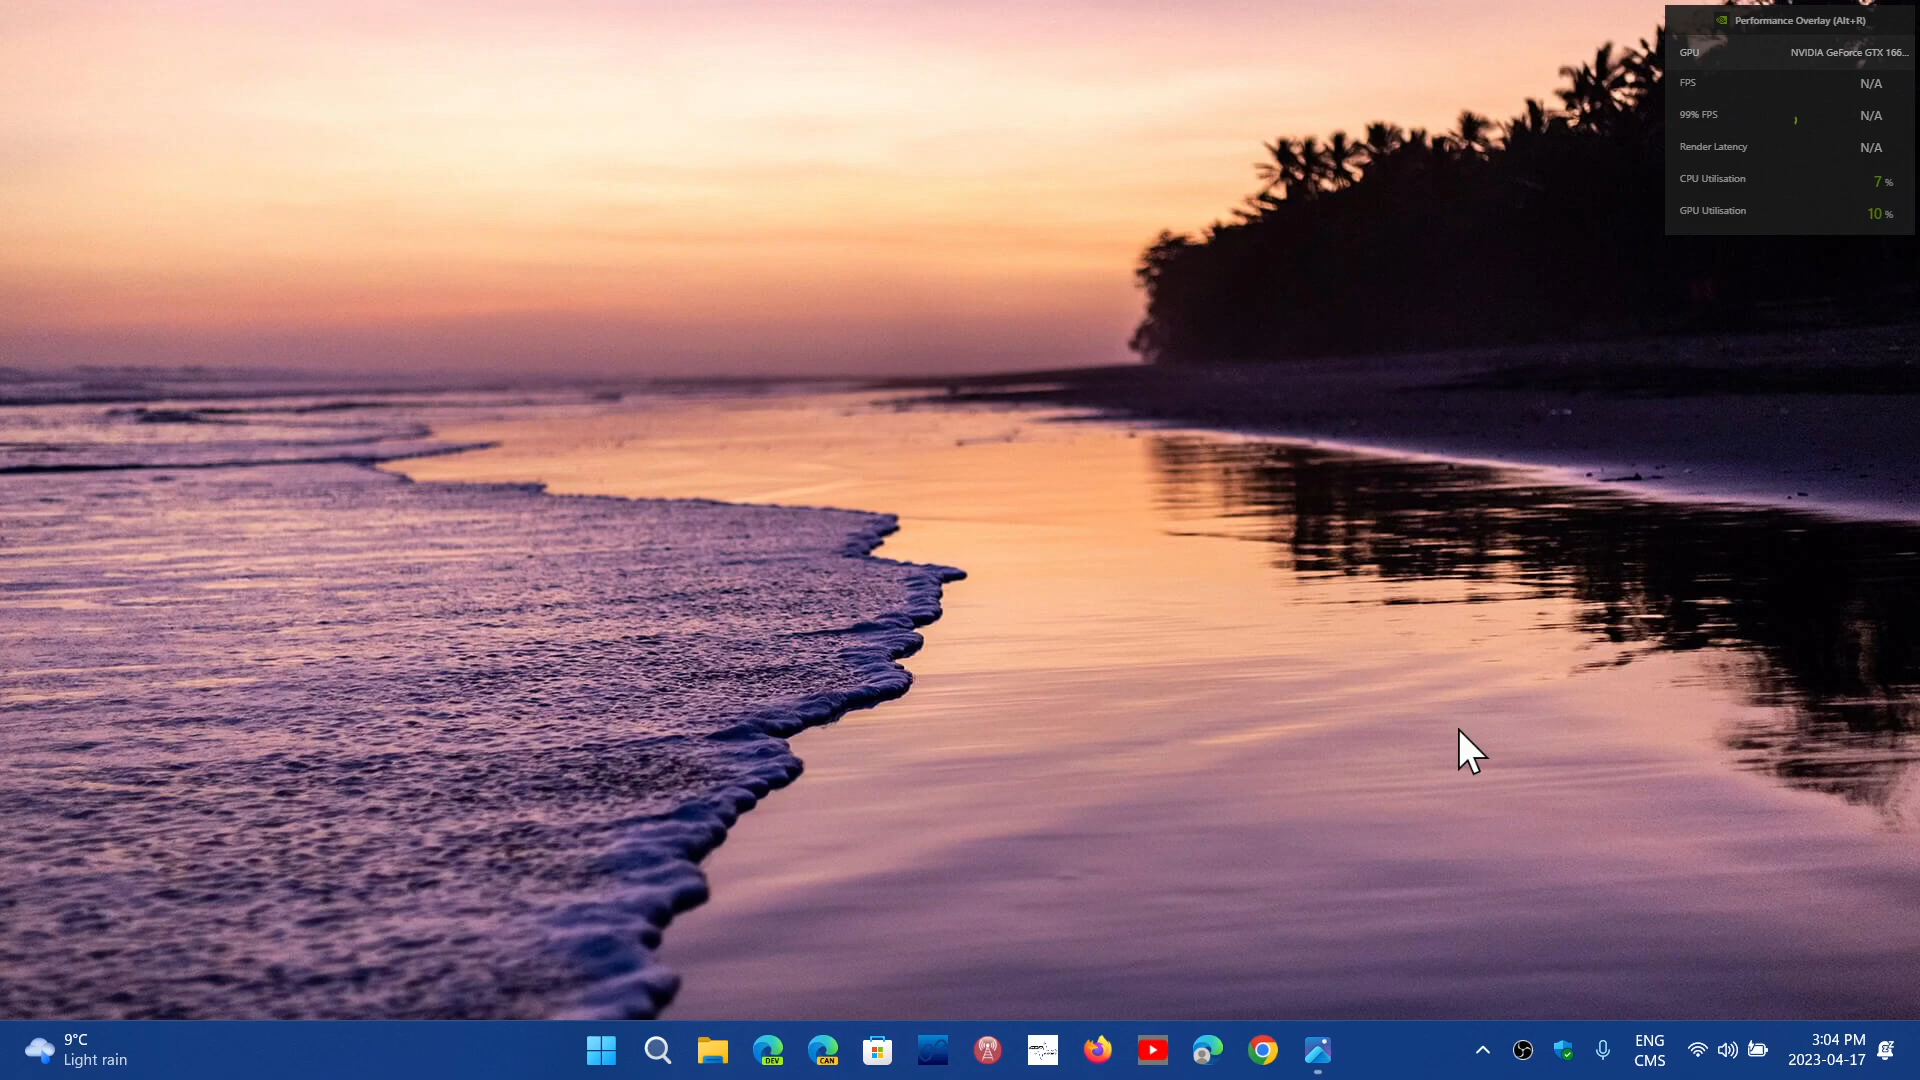 Performance Overlay (Alt+R)
GPU NVIDIA GeForce GTX 166...
FPS N/A
99% FPS N/A
Render Latency N/A
CPU Utilisation 7 %
GPU Utilisation 10 %
9°C
Light rain
DEV
CAN
ENG
CMS
3:04 PM
2023-04-17